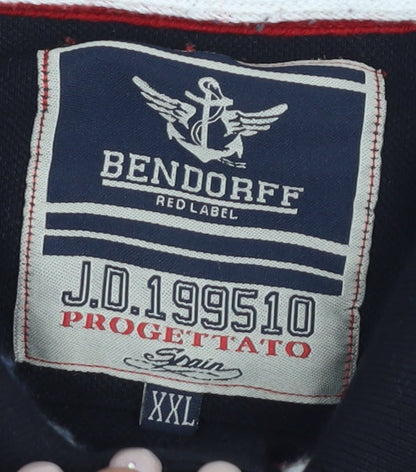 BENDORFF
RED LABEL
J.D.199510
PROGETTATO
Spain
XXL